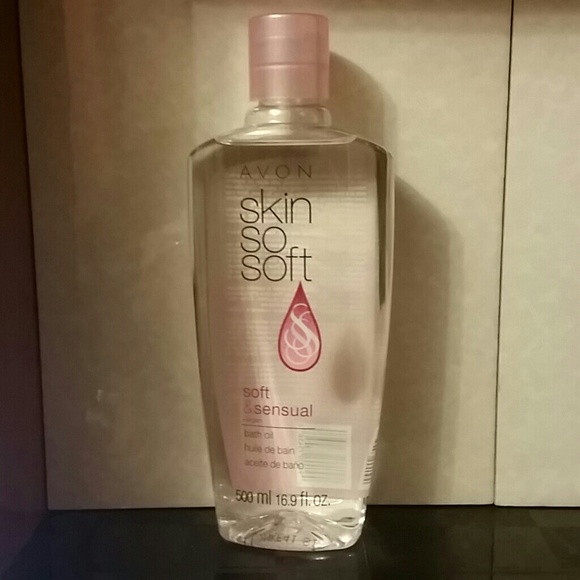 AVON
skin
so
soft
soft
& sensual
bath oil
huile de bain
aceite de baño
500 ml 16.9 fl. oz.